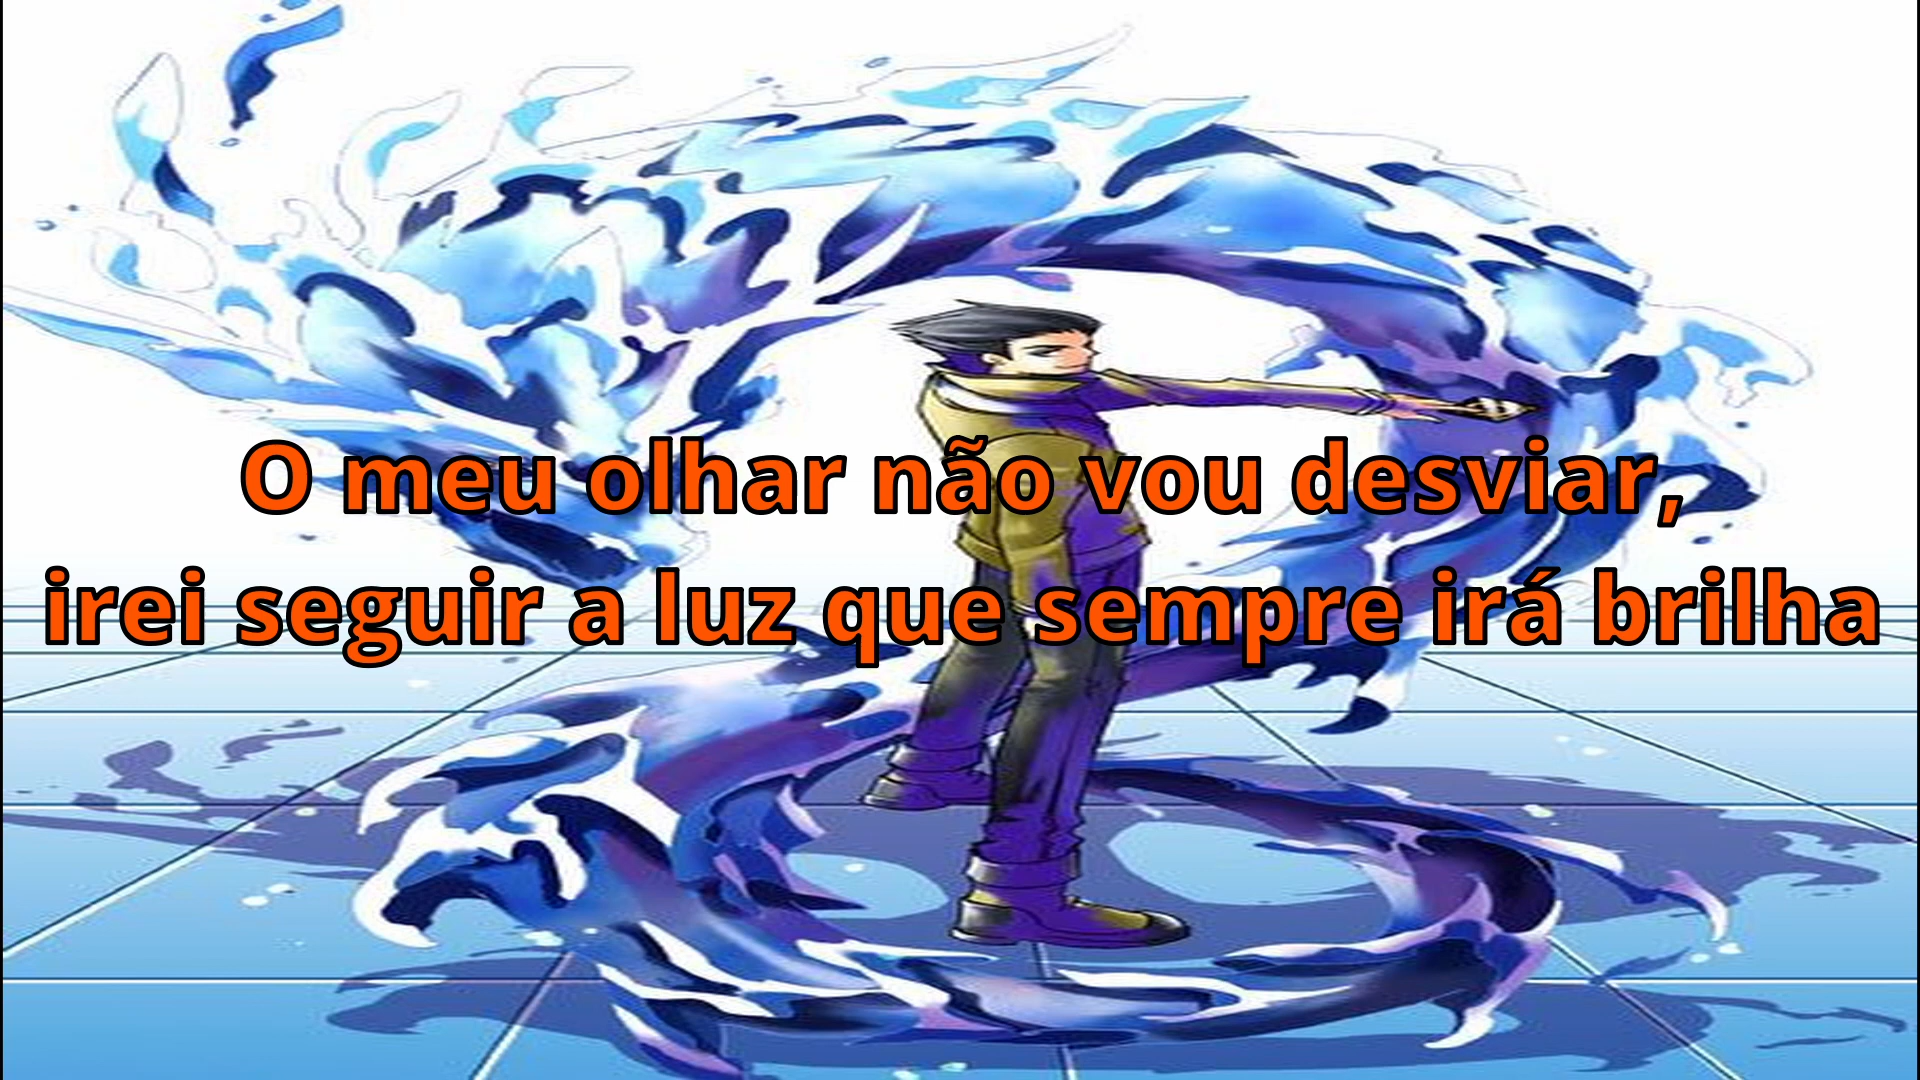 O meu olhar não vou desviar,
irei seguir a luz que sempre irá brilha